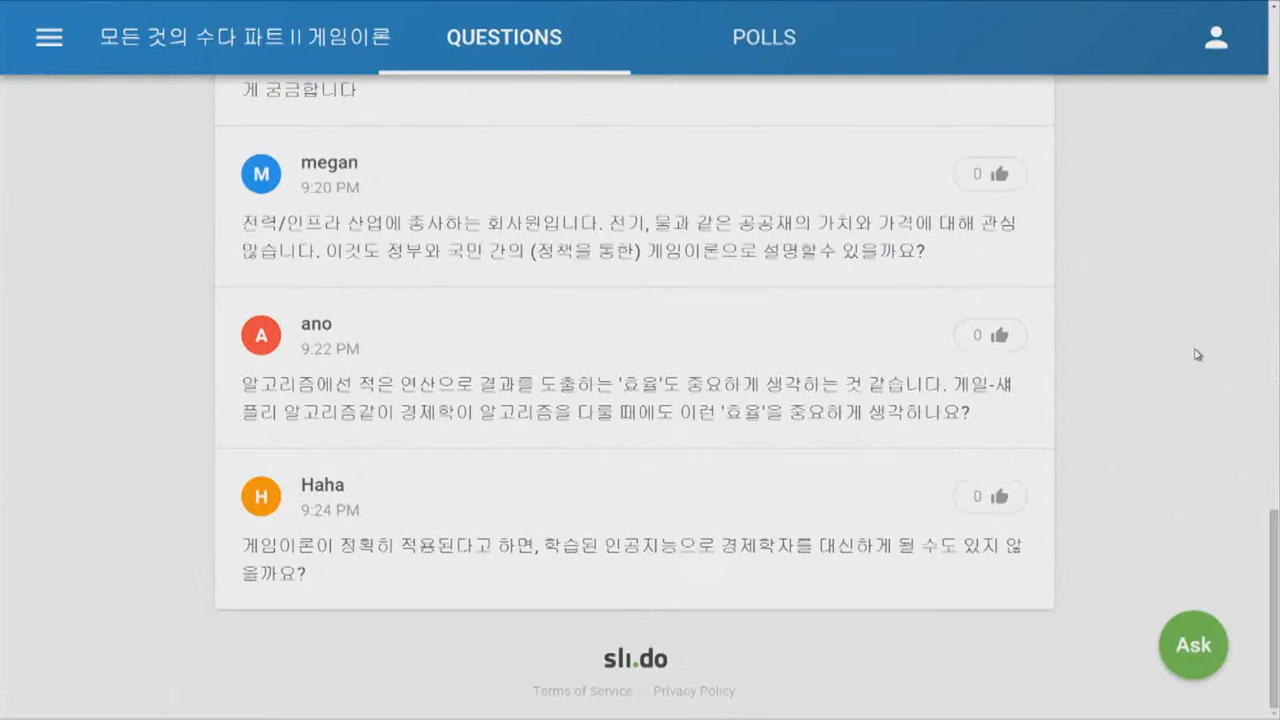 모든 것의 수다 파트 II 게임이론
QUESTIONS
POLLS
게 궁금합니다
M
megan
9:20 PM
0
전력/인프라 산업에 종사하는 회사원입니다. 전기, 물과 같은 공공재의 가치와 가격에 대해 관심
많습니다. 이것도 정부와 국민 간의 (정책을 통한) 게임이론으로 설명할수 있을까요?
A
ano
9:22 PM
0
알고리즘에선 적은 연산으로 결과를 도출하는 '효율'도 중요하게 생각하는 것 같습니다. 게일-섀
플리 알고리즘같이 경제학이 알고리즘을 다룰 때에도 이런 '효율'을 중요하게 생각하나요?
H
Haha
9:24 PM
0
게임이론이 정확히 적용된다고 하면, 학습된 인공지능으로 경제학자를 대신하게 될 수도 있지 않
을까요?
sli.do
Terms of Service
Privacy Policy
Ask